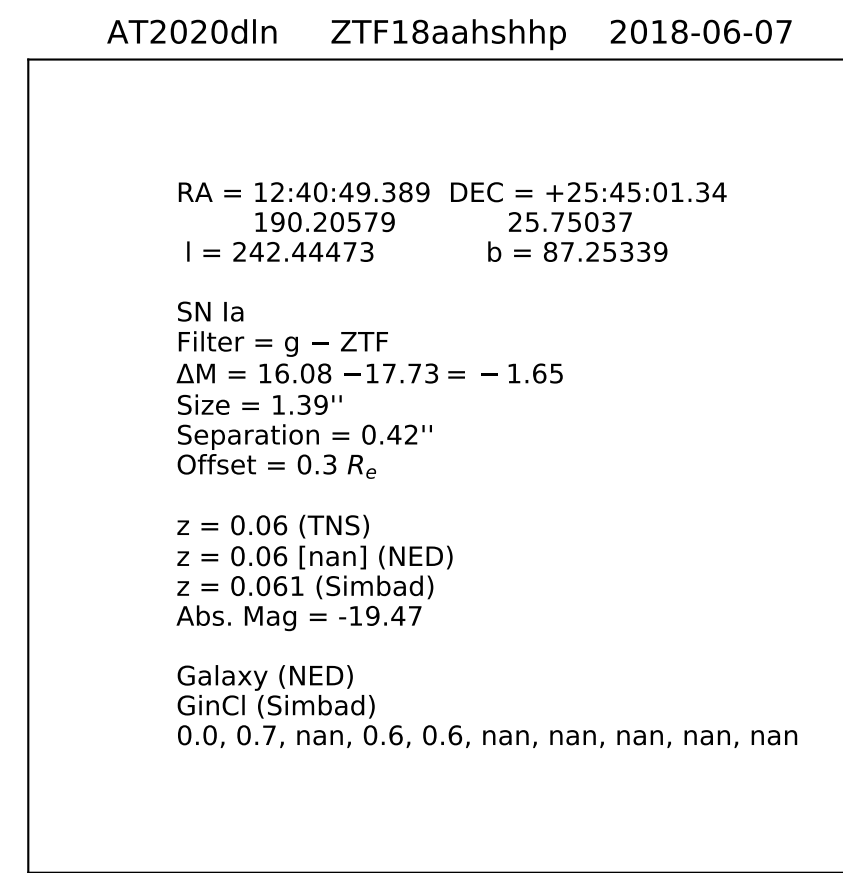 AT2020dln ZTF18aahshhp 2018-06-07
RA = 12:40:49.389 DEC = +25:45:01.34
190.20579 25.75037
l = 242.44473 b = 87.25339
SN Ia
Filter = g − ZTF
ΔM = 16.08 −17.73 = − 1.65
Size = 1.39''
Separation = 0.42''
Offset = 0.3 Rₑ
z = 0.06 (TNS)
z = 0.06 [nan] (NED)
z = 0.061 (Simbad)
Abs. Mag = -19.47
Galaxy (NED)
GinCl (Simbad)
0.0, 0.7, nan, 0.6, 0.6, nan, nan, nan, nan, nan